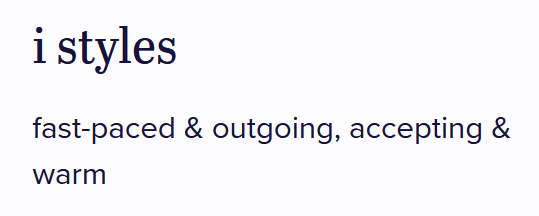 i styles
fast-paced & outgoing, accepting &
warm